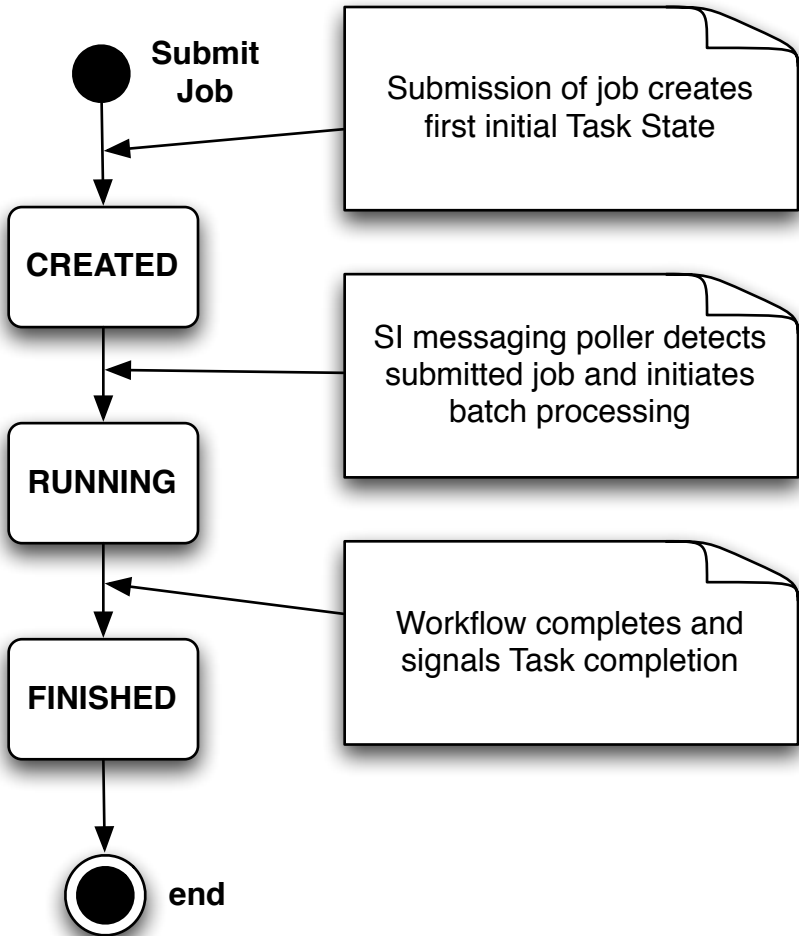 Submit
Job
Submission of job creates
first initial Task State
CREATED
SI messaging poller detects
submitted job and initiates
batch processing
RUNNING
Workflow completes and
signals Task completion
FINISHED
end